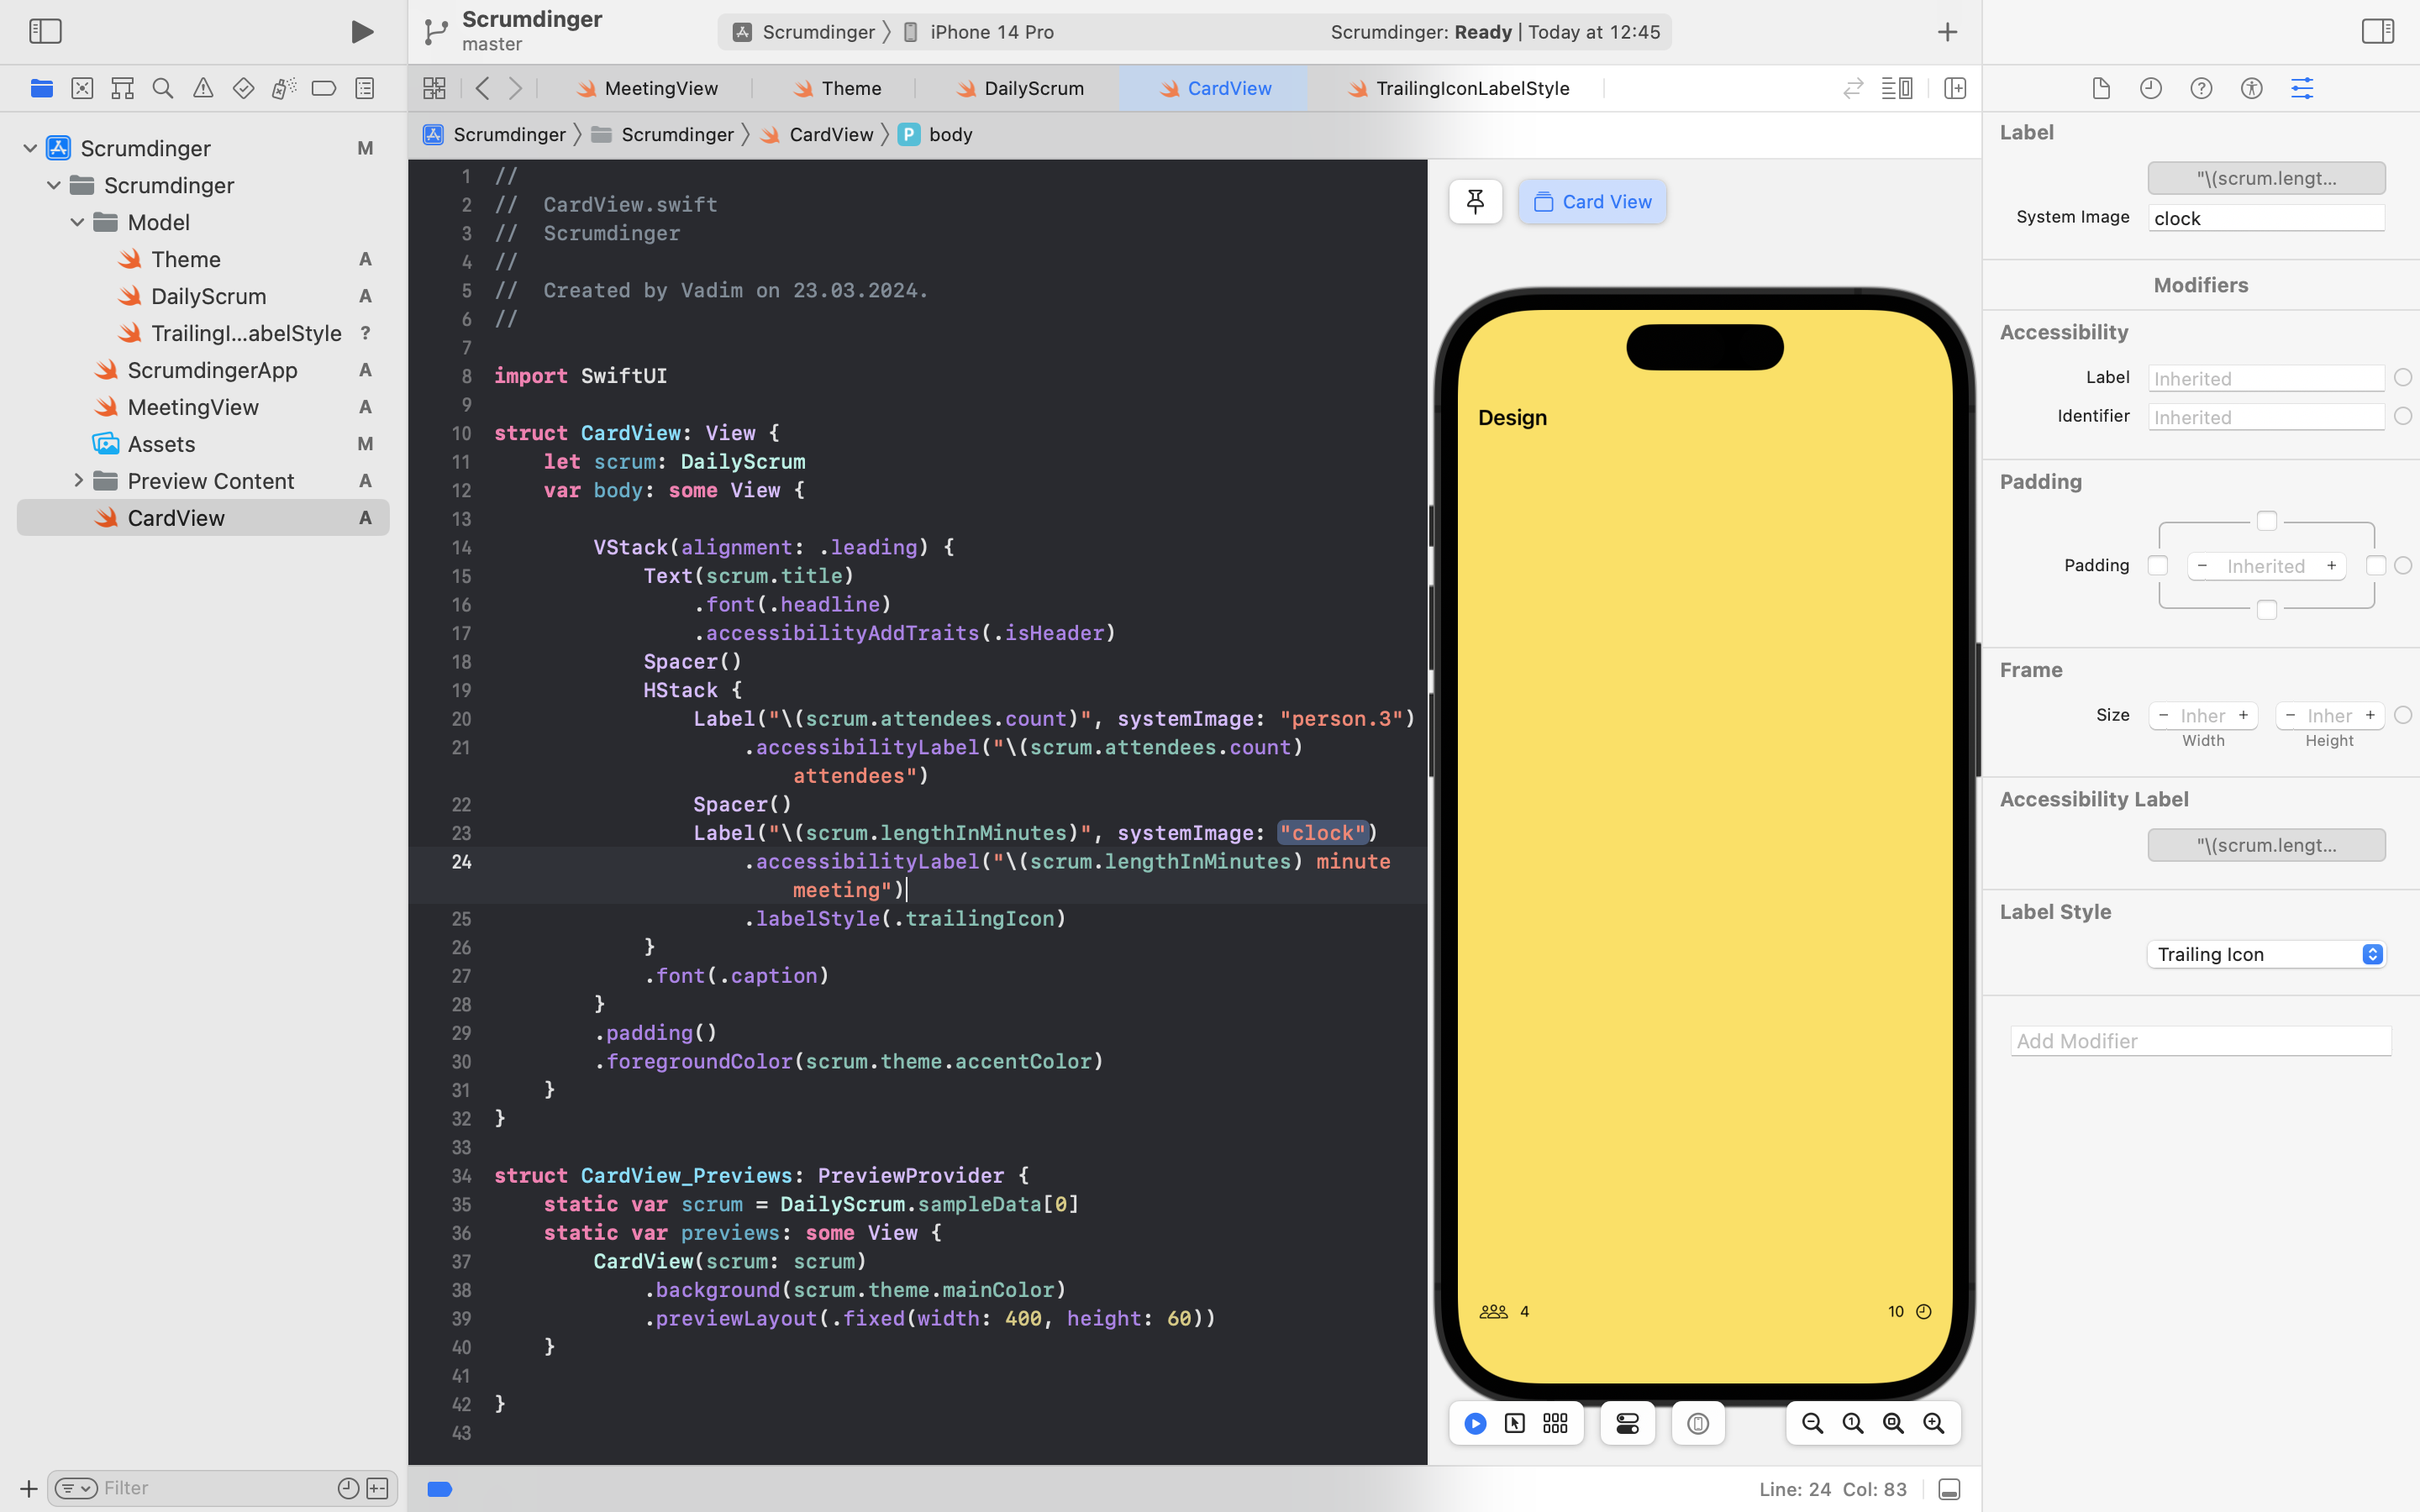 Scrumdinger
master
Scrumdinger
iPhone 14 Pro
Scrumdinger: Ready | Today at 12:45
MeetingView
Theme
DailyScrum
CardView
TrailingIconLabelStyle
Scrumdinger
Scrumdinger
CardView
P
body
Scrumdinger M
Scrumdinger
Model
Theme A
DailyScrum A
TrailingI...abelStyle ?
ScrumdingerApp A
MeetingView A
Assets M
Preview Content A
CardView A
Filter
1 //
2 //  CardView.swift
3 //  Scrumdinger
4 //
5 //  Created by Vadim on 23.03.2024.
6 //
7
8 import SwiftUI
9
10 struct CardView: View {
11     let scrum: DailyScrum
12     var body: some View {
13
14         VStack(alignment: .leading) {
15             Text(scrum.title)
16                 .font(.headline)
17                 .accessibilityAddTraits(.isHeader)
18             Spacer()
19             HStack {
20                 Label("\(scrum.attendees.count)", systemImage: "person.3")
21                     .accessibilityLabel("\(scrum.attendees.count)
attendees")
22                 Spacer()
23                 Label("\(scrum.lengthInMinutes)", systemImage: "clock")
24                     .accessibilityLabel("\(scrum.lengthInMinutes) minute
meeting")
25                     .labelStyle(.trailingIcon)
26             }
27             .font(.caption)
28         }
29         .padding()
30         .foregroundColor(scrum.theme.accentColor)
31     }
32 }
33
34 struct CardView_Previews: PreviewProvider {
35     static var scrum = DailyScrum.sampleData[0]
36     static var previews: some View {
37         CardView(scrum: scrum)
38             .background(scrum.theme.mainColor)
39             .previewLayout(.fixed(width: 400, height: 60))
40     }
41
42 }
43
Card View
Design
4
10
Line: 24 Col: 83
Label
"\(scrum.lengt...
System Image clock
Modifiers
Accessibility
Label Inherited
Identifier Inherited
Padding
Padding − Inherited +
Frame
Size − Inher + − Inher +
Width Height
Accessibility Label
"\(scrum.lengt...
Label Style
Trailing Icon
Add Modifier